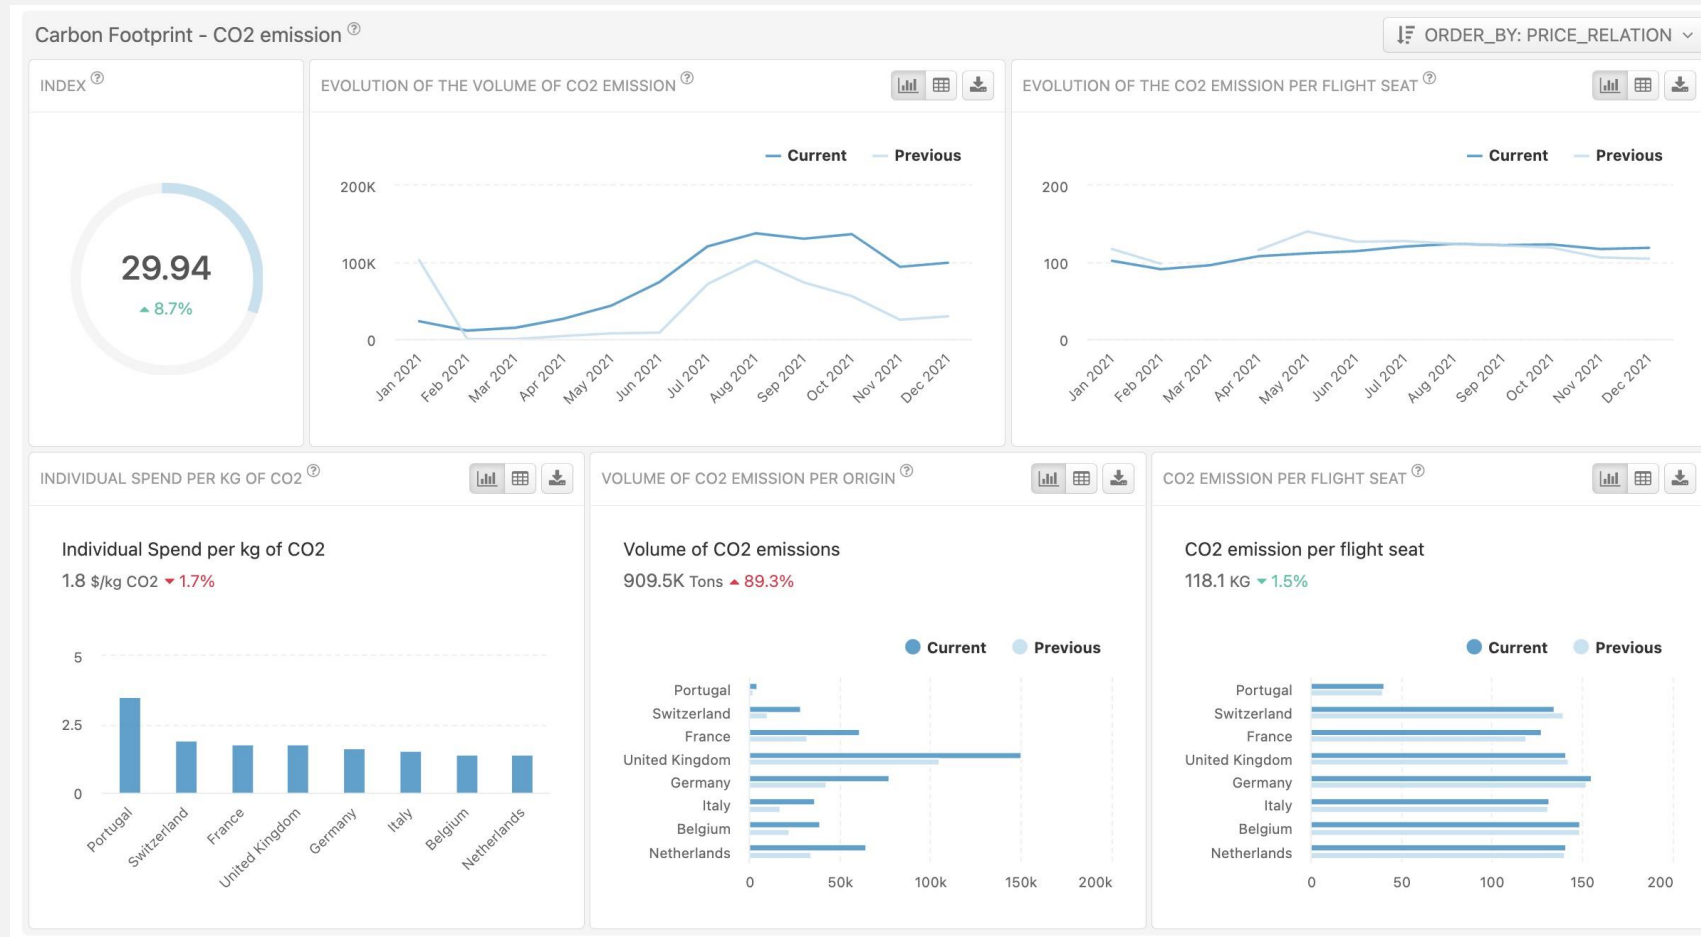 Carbon Footprint - CO2 emission ?
ORDER_BY: PRICE_RELATION
INDEX ?
29.94
8.7%
EVOLUTION OF THE VOLUME OF CO2 EMISSION ?
Current Previous
200K
100K
0
Jan 2021 Feb 2021 Mar 2021 Apr 2021 May 2021 Jun 2021 Jul 2021 Aug 2021 Sep 2021 Oct 2021 Nov 2021 Dec 2021
EVOLUTION OF THE CO2 EMISSION PER FLIGHT SEAT ?
Current Previous
200
100
0
Jan 2021 Feb 2021 Mar 2021 Apr 2021 May 2021 Jun 2021 Jul 2021 Aug 2021 Sep 2021 Oct 2021 Nov 2021 Dec 2021
INDIVIDUAL SPEND PER KG OF CO2 ?
Individual Spend per kg of CO2
1.8 $/kg CO2 1.7%
5
2.5
0
Portugal Switzerland France United Kingdom Germany Italy Belgium Netherlands
VOLUME OF CO2 EMISSION PER ORIGIN ?
Volume of CO2 emissions
909.5K Tons 89.3%
Current Previous
Portugal
Switzerland
France
United Kingdom
Germany
Italy
Belgium
Netherlands
0 50k 100k 150k 200k
CO2 EMISSION PER FLIGHT SEAT ?
CO2 emission per flight seat
118.1 KG 1.5%
Current Previous
Portugal
Switzerland
France
United Kingdom
Germany
Italy
Belgium
Netherlands
0 50 100 150 200